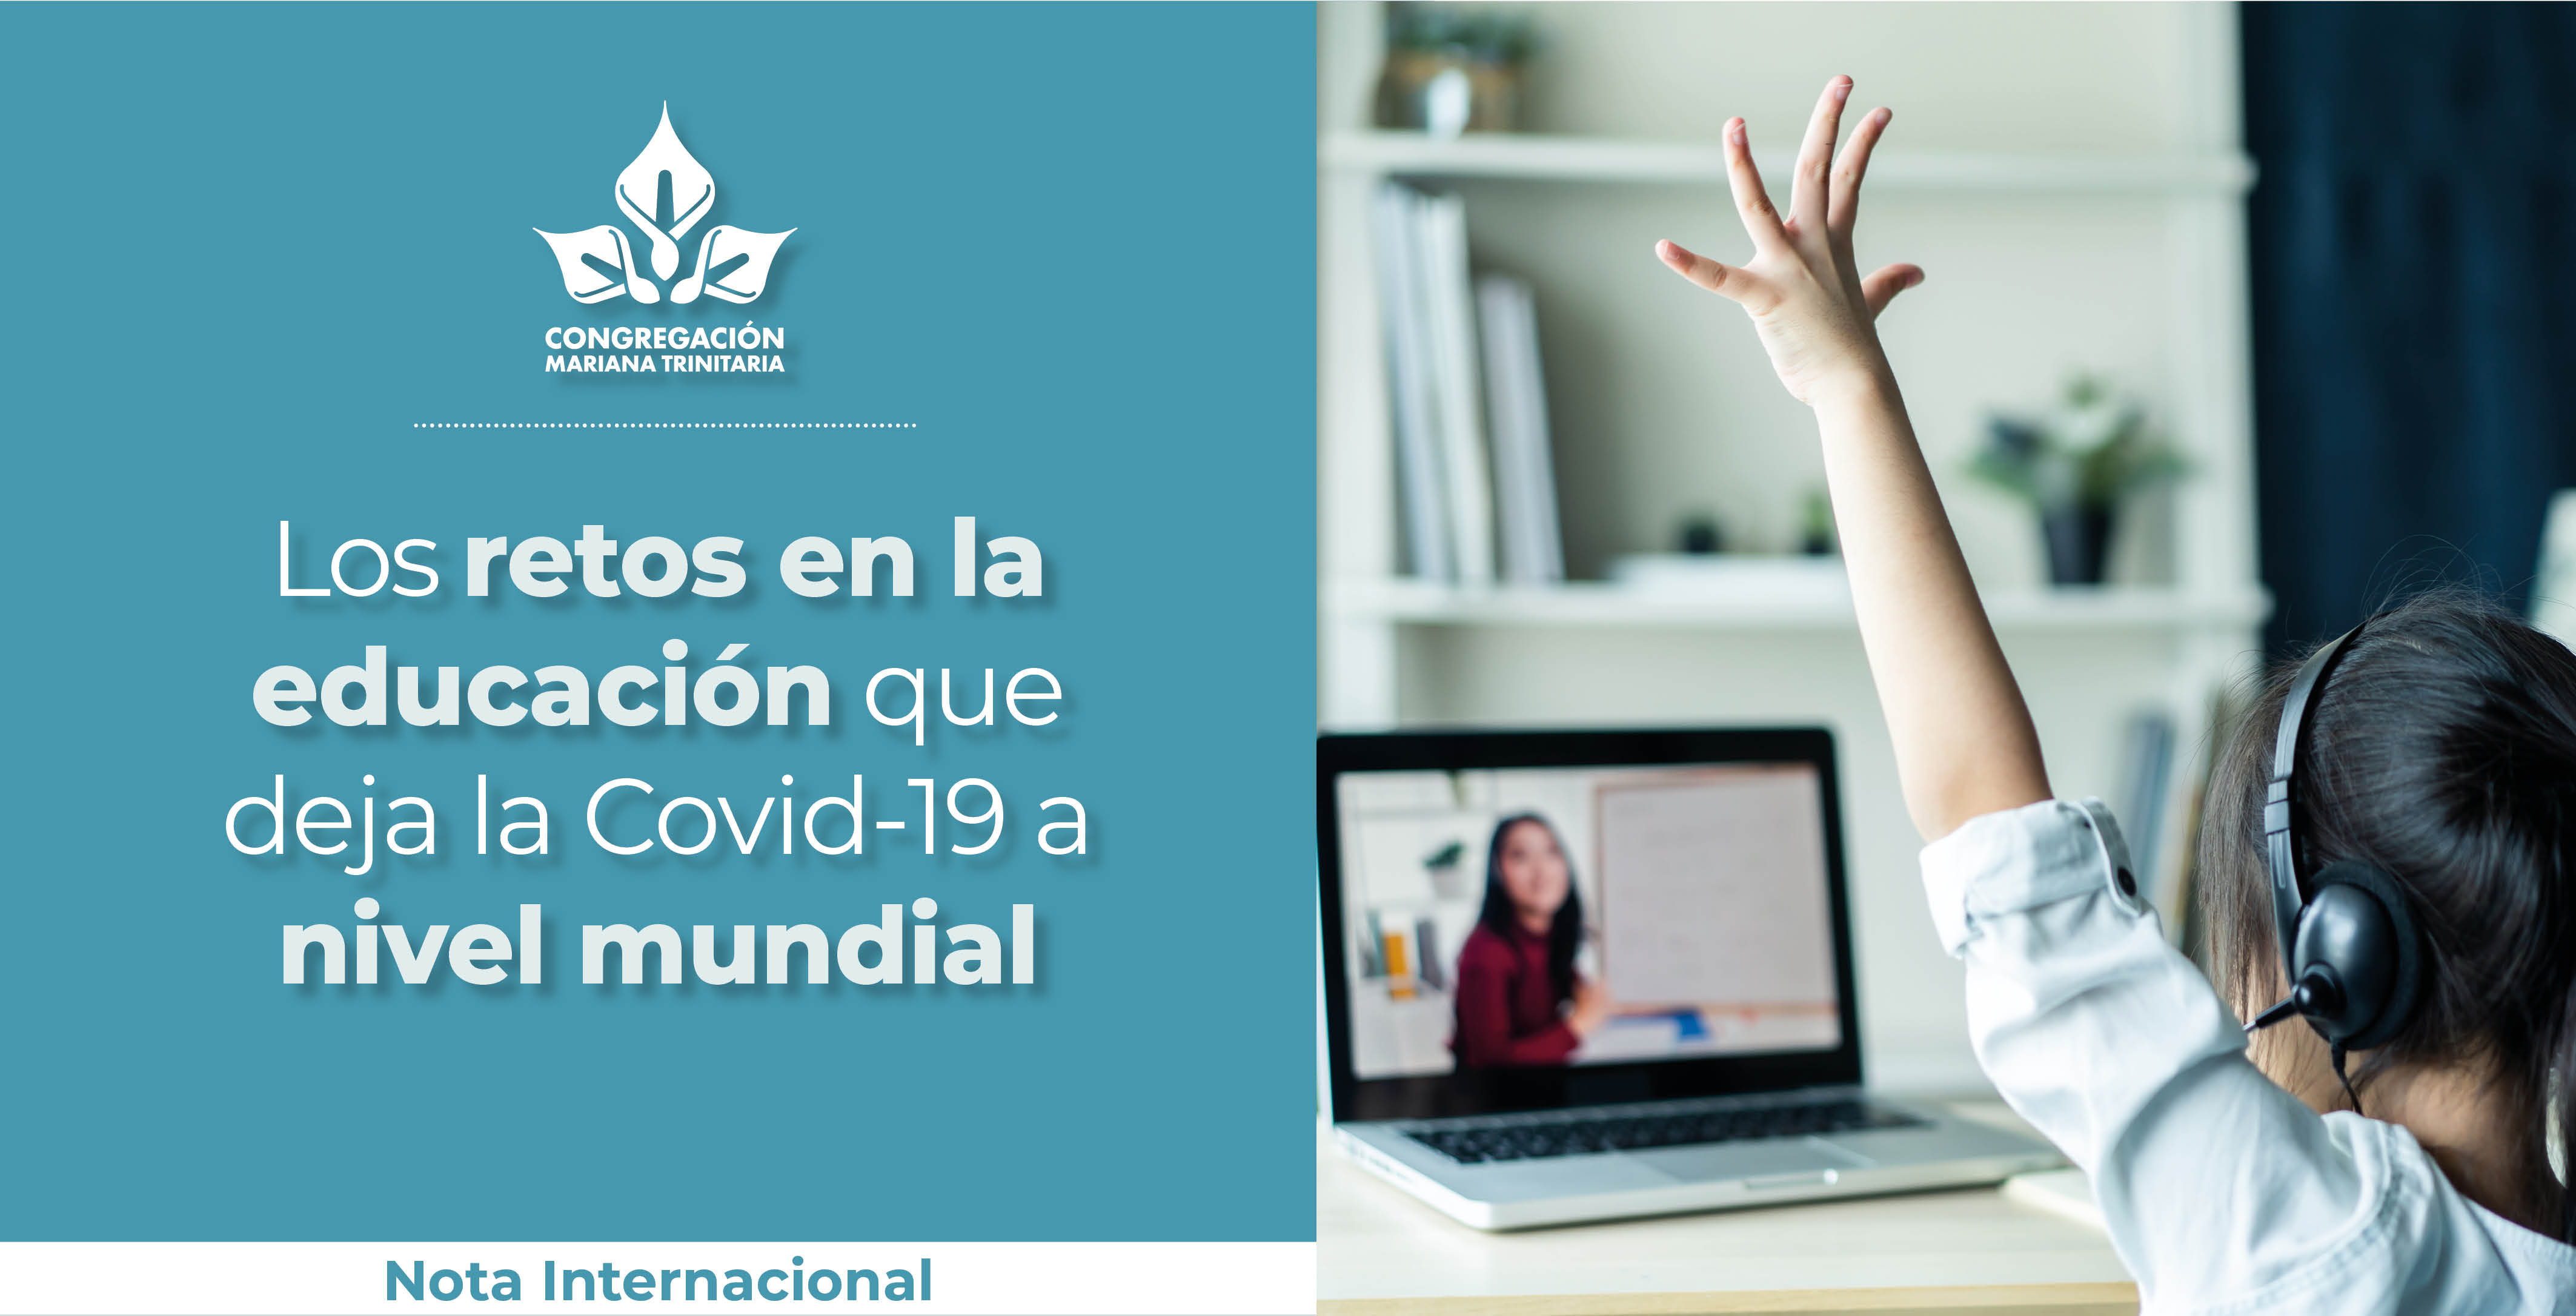 CONGREGACIÓN
MARIANA TRINITARIA
Los retos en la
educación que
deja la Covid-19 a
nivel mundial
Nota Internacional